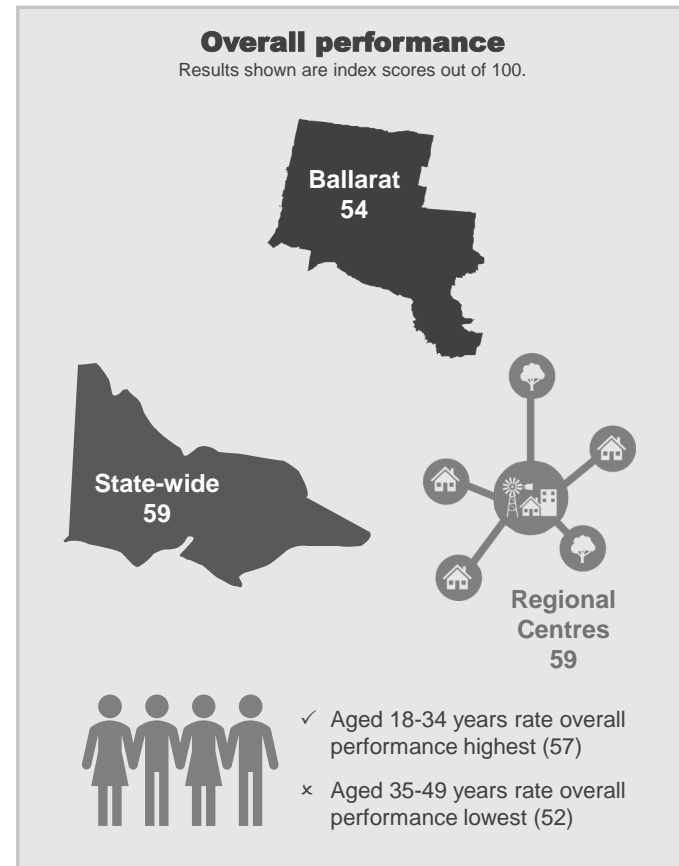 Overall performance
Results shown are index scores out of 100.
Ballarat
54
State-wide
59
Regional
Centres
59
✓ Aged 18-34 years rate overall
performance highest (57)
× Aged 35-49 years rate overall
performance lowest (52)